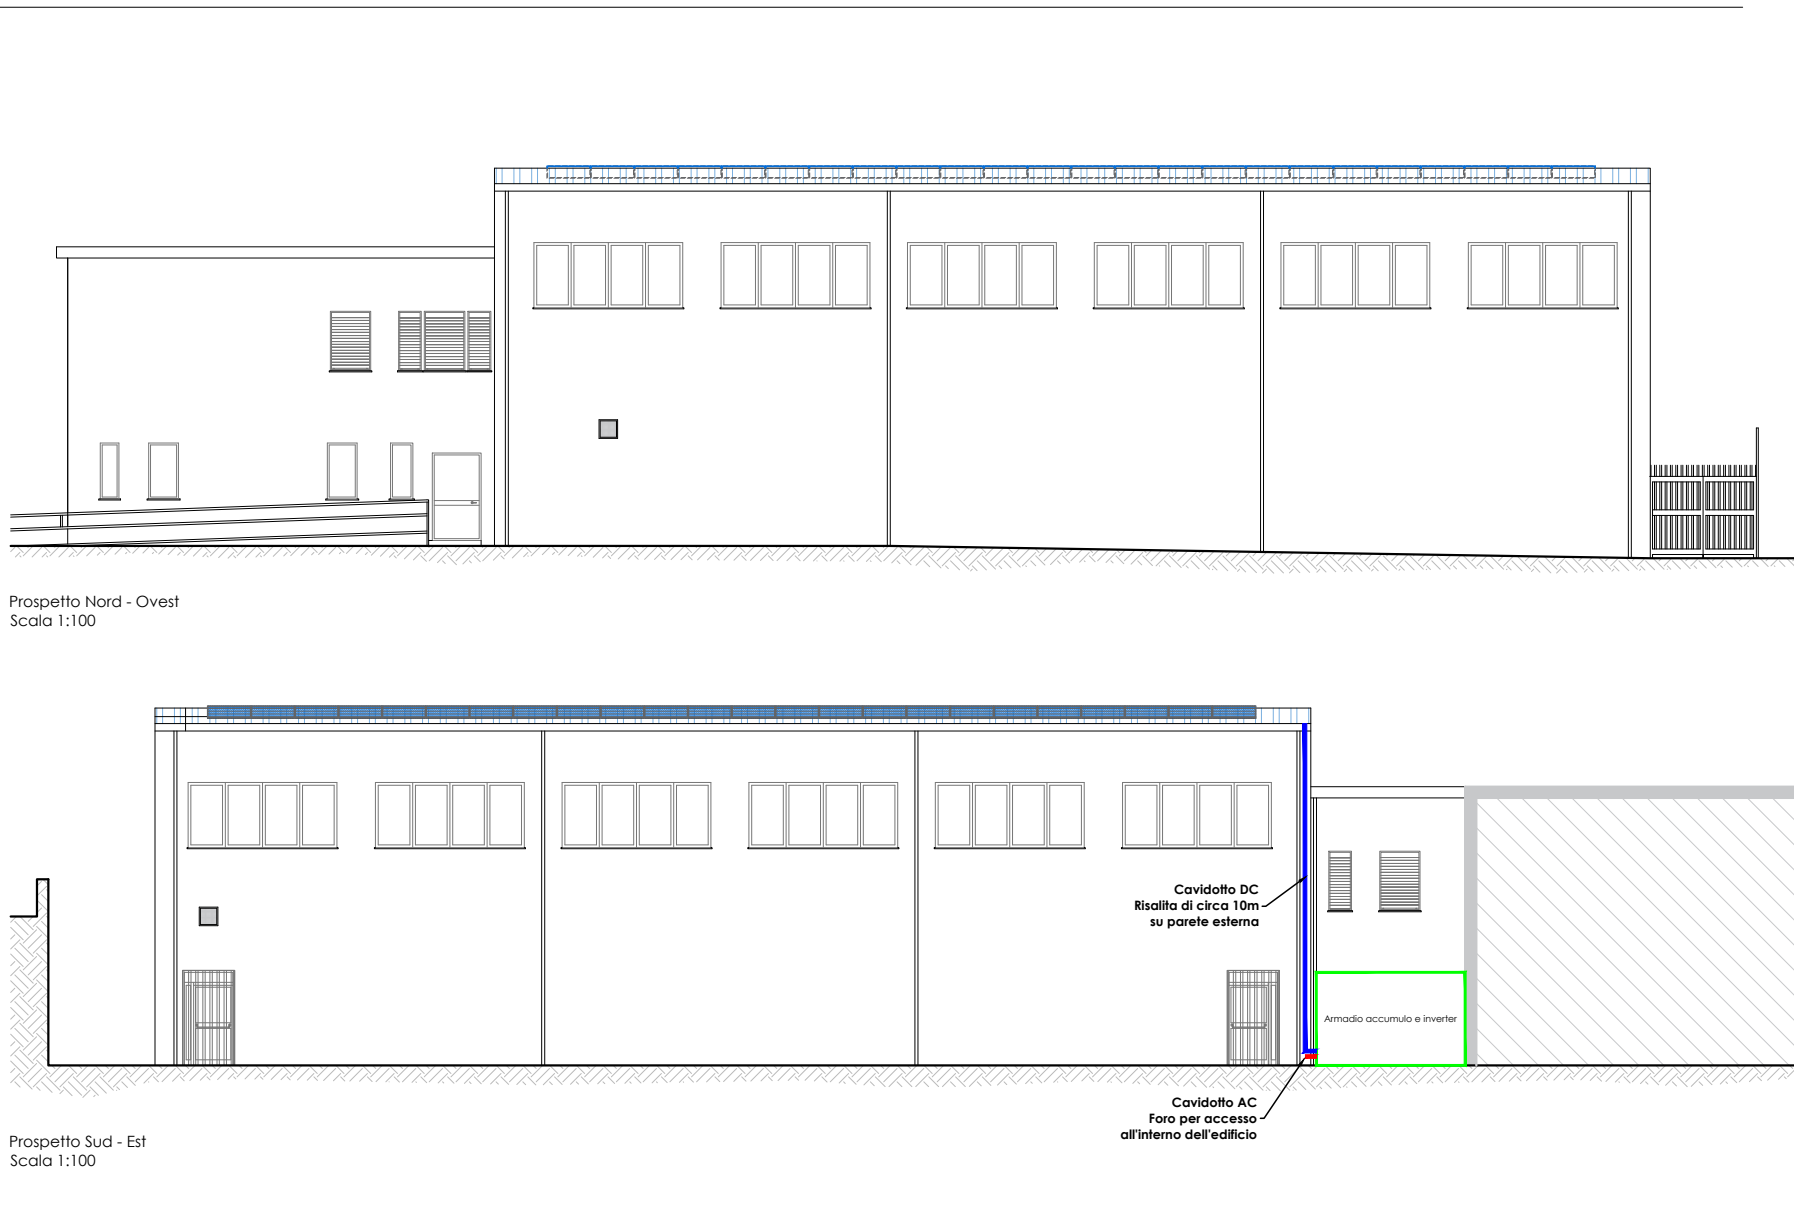 Prospetto Nord - Ovest
Scala 1:100
Cavidotto DC
Risalita di circa 10m
su parete esterna
Armadio accumulo e inverter
Cavidotto AC
Foro per accesso
all'interno dell'edificio
Prospetto Sud - Est
Scala 1:100